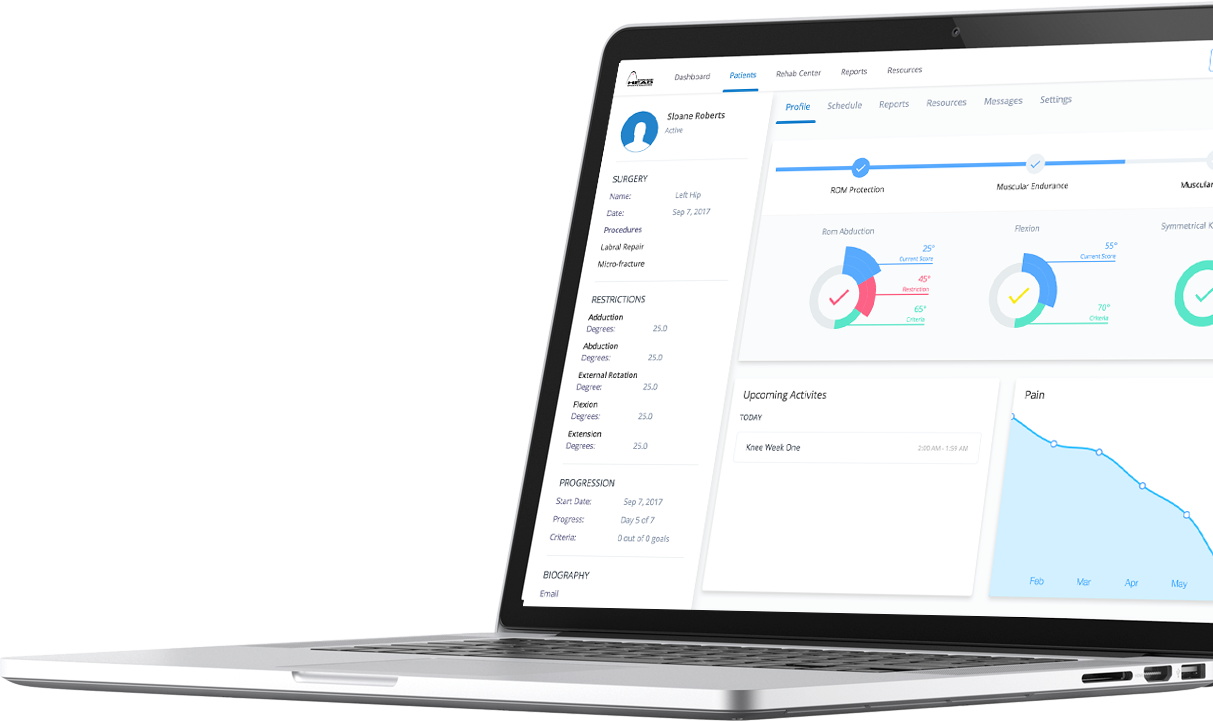 HEAG
Dashboard
Patients
Rehab Center
Reports
Resources
Sloane Roberts
Active
Profile
Schedule
Reports
Resources
Messages
Settings
ROM Protection
Muscular Endurance
Muscular
SURGERY
Name: Left Hip
Date: Sep 7, 2017
Procedures
Labral Repair
Micro-fracture
RESTRICTIONS
Adduction
Degrees: 25.0
Abduction
Degrees: 25.0
External Rotation
Degree: 25.0
Flexion
Degrees: 25.0
Extension
Degrees: 25.0
PROGRESSION
Start Date: Sep 7, 2017
Progress: Day 5 of 7
Criteria: 0 out of 0 goals
BIOGRAPHY
Email
Rom Abduction
25°
Current Score
45°
Restriction
65°
Criteria
Flexion
55°
Current Score
70°
Criteria
Symmetrical K
Upcoming Activites
TODAY
Knee Week One
2:00 AM - 1:59 AM
Pain
Feb
Mar
Apr
May